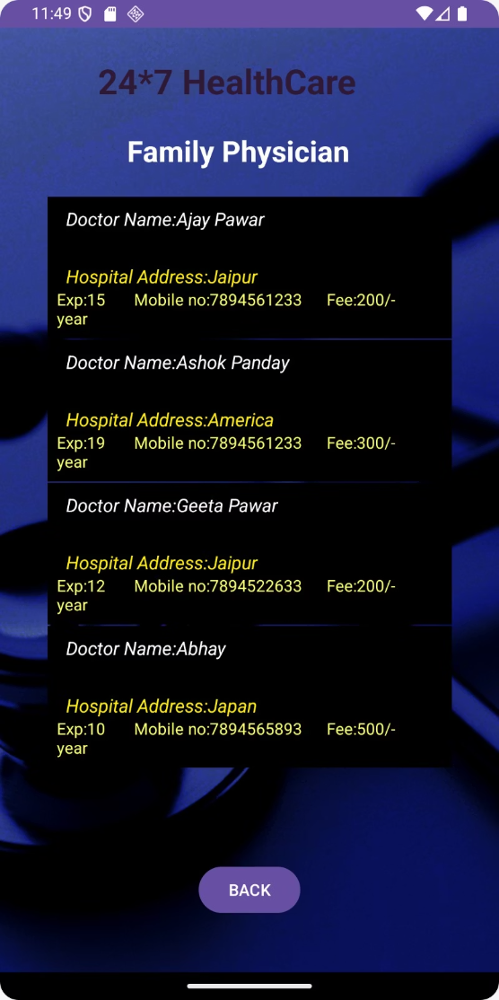 11:49
24*7 HealthCare
Family Physician
Doctor Name:Ajay Pawar
Hospital Address:Jaipur
Exp:15 Mobile no:7894561233 Fee:200/-
year
Doctor Name:Ashok Panday
Hospital Address:America
Exp:19 Mobile no:7894561233 Fee:300/-
year
Doctor Name:Geeta Pawar
Hospital Address:Jaipur
Exp:12 Mobile no:7894522633 Fee:200/-
year
Doctor Name:Abhay
Hospital Address:Japan
Exp:10 Mobile no:7894565893 Fee:500/-
year
BACK